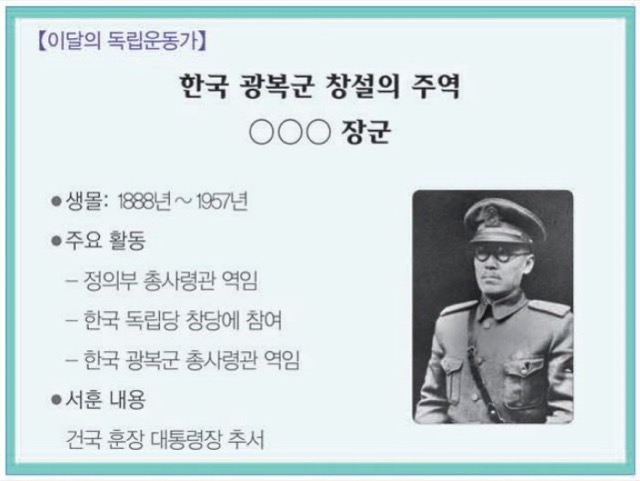 【이달의 독립운동가】
한국 광복군 창설의 주역
○○○ 장군
● 생몰: 1888년~1957년
● 주요 활동
– 정의부 총사령관 역임
– 한국 독립당 창당에 참여
– 한국 광복군 총사령관 역임
● 서훈 내용
건국 훈장 대통령장 추서